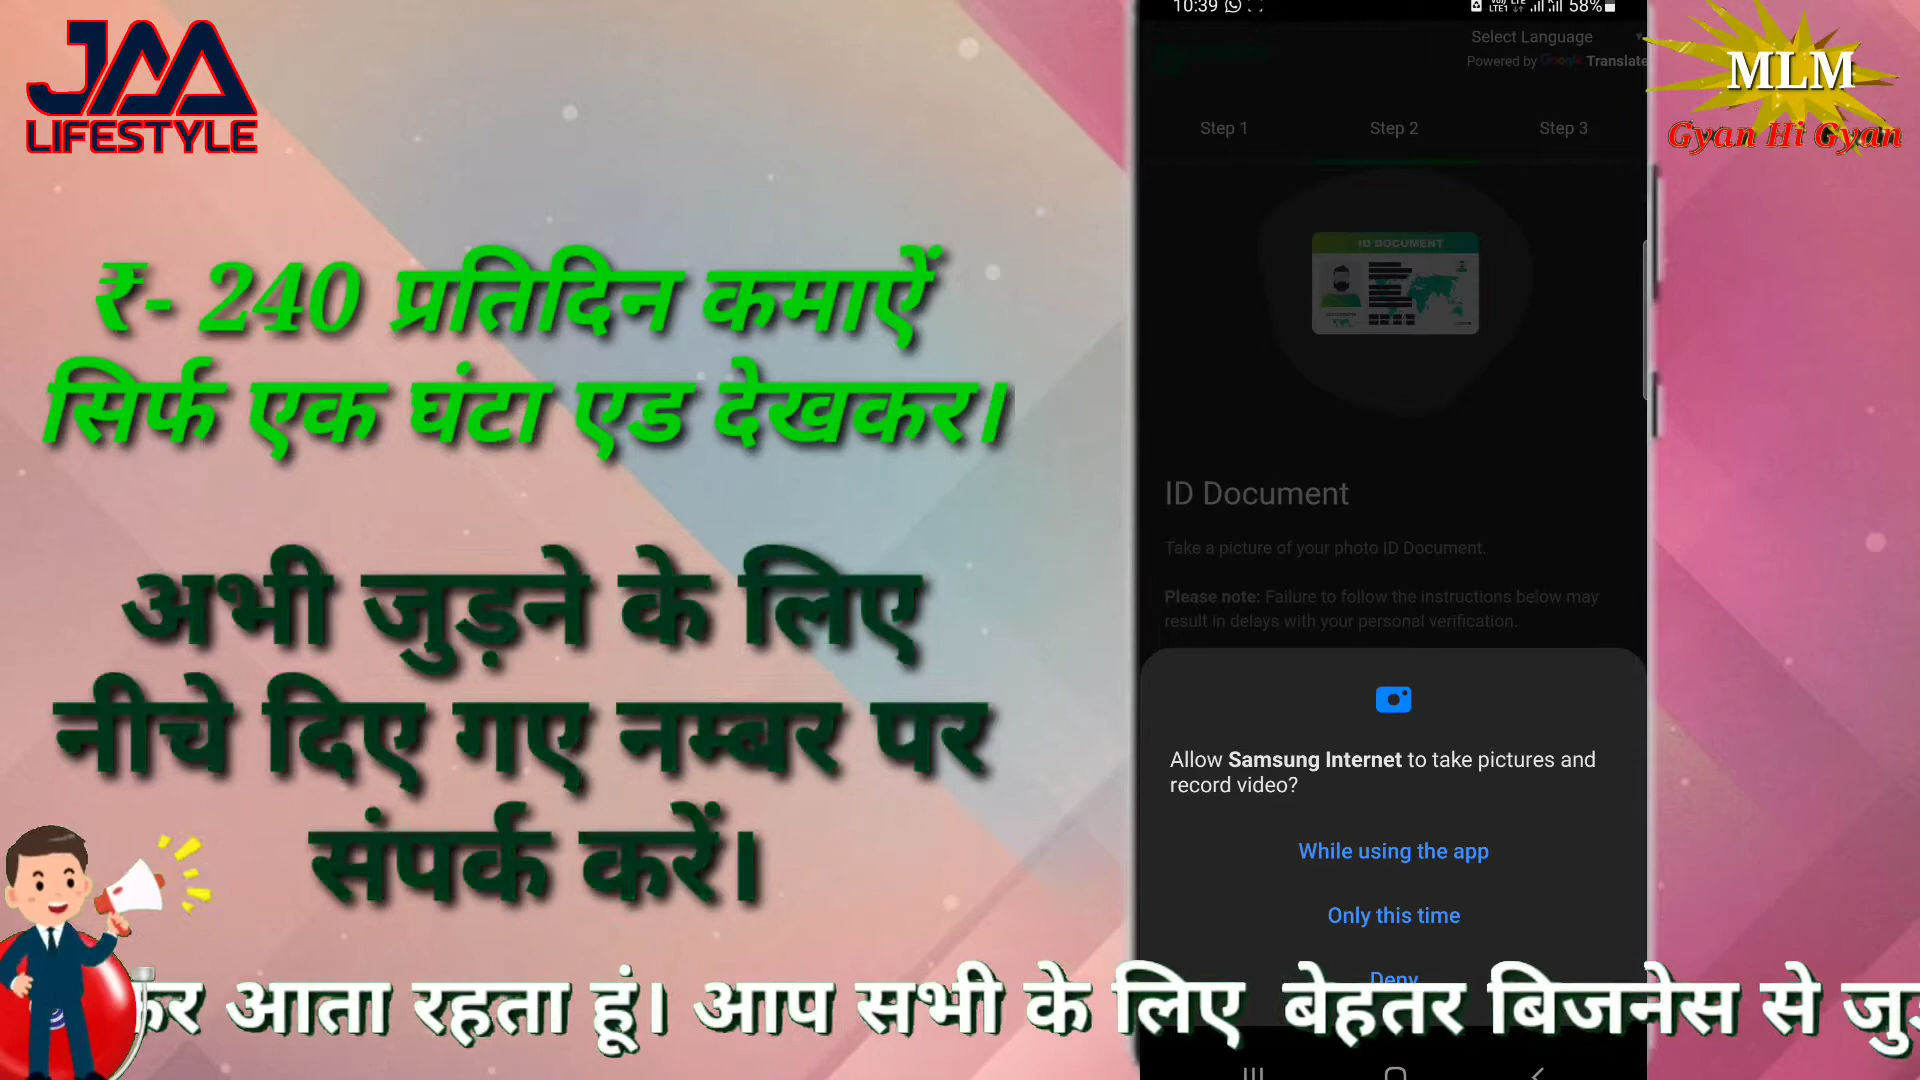 JAA
LIFESTYLE
₹- 240 प्रतिदिन कमाऐं
सिर्फ एक घंटा एड देखकर।
अभी जुड़ने के लिए
नीचे दिए गए नम्बर पर
संपर्क करें।
आता रहता हूं। आप सभी के लिए बेहतर बिजनेस से
MLM
Gyan Hi Gyan
10:39
58%
Select Language
Powered by Google Translate
Step 1 Step 2 Step 3
ID DOCUMENT
ID Document
Take a picture of your photo ID Document.
Please note: Failure to follow the instructions below may
result in delays with your personal verification.
Allow Samsung Internet to take pictures and
record video?
While using the app
Only this time
Deny